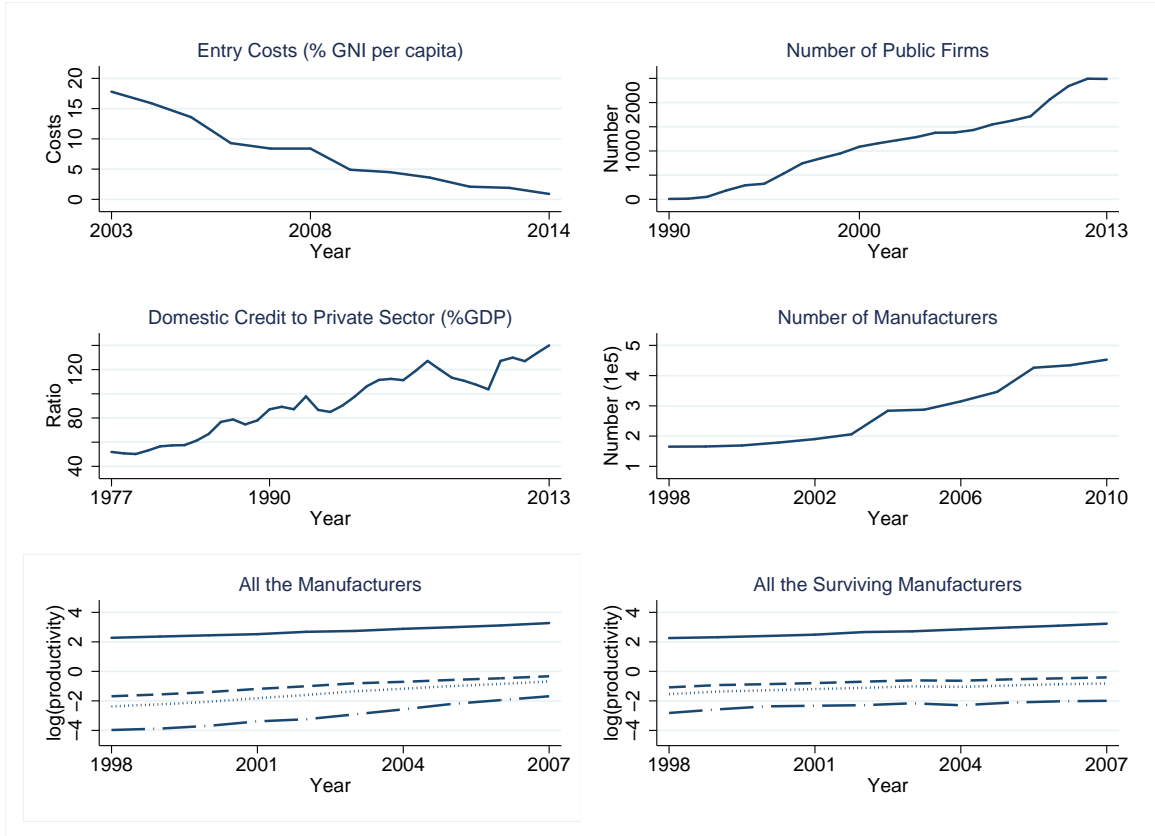 Entry Costs (% GNI per capita)
Costs
20
15
10
5
0
2003 2008 2014
Year
Number of Public Firms
Number
2000
1000
0
1990 2000 2013
Year
Domestic Credit to Private Sector (%GDP)
Ratio
120
80
40
1977 1990 2013
Year
Number of Manufacturers
Number (1e5)
5
4
3
2
1
1998 2002 2006 2010
Year
All the Manufacturers
log(productivity)
4
2
0
−2
−4
1998 2001 2004 2007
Year
All the Surviving Manufacturers
log(productivity)
4
2
0
−2
−4
1998 2001 2004 2007
Year